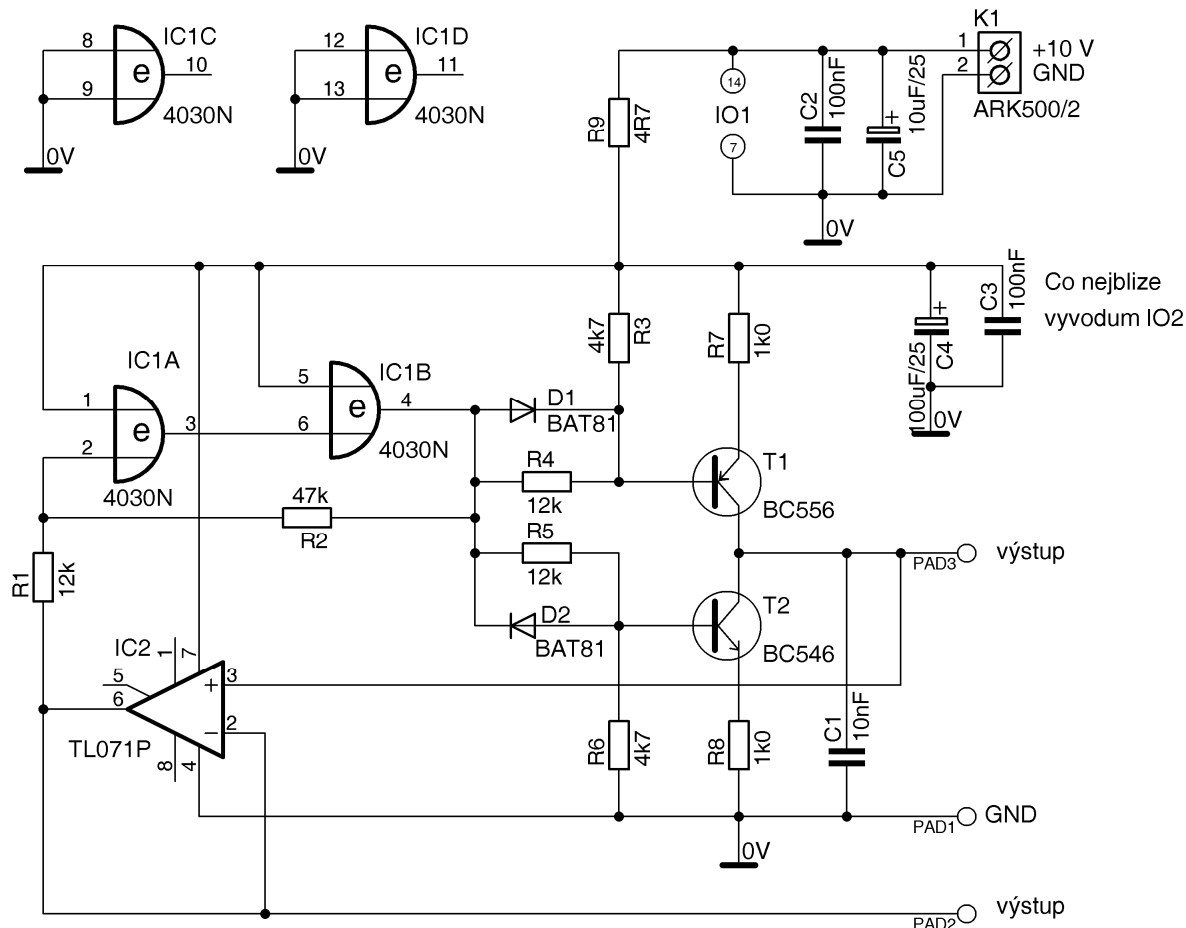 IC1C
8
9
e
10
4030N
0V
IC1D
12
13
e
11
4030N
0V
K1
1
2
+10 V
GND
ARK500/2
R9
4R7
14
IO1
7
C2
100nF
10uF/25
+
C5
0V
C3
100nF
Co nejblize
vyvodum IO2
+
100uF/25
C4
0V
4k7
R3
R7
1k0
IC1A
1
2
e
3
4030N
IC1B
5
6
e
4
4030N
D1
BAT81
R4
12k
47k
R2
R5
12k
D2
BAT81
T1
BC556
T2
BC546
PAD3
výstup
R1
12k
IC2
1
7
5
6
+
3
−
2
TL071P
8
4
R6
4k7
R8
1k0
C1
10nF
PAD1
GND
0V
PAD2
výstup